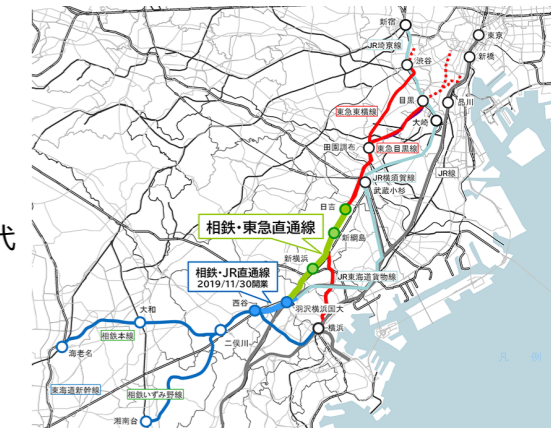 新宿
東京
JR埼京線
新橋
渋谷
目黒
品川
東急東横線
大崎
田園調布
東急目黒線
JR横須賀線
JR線
武蔵小杉
日吉
代
相鉄・東急直通線
新綱島
新横浜
相鉄・JR直通線
2019/11/30開業
JR東海道貨物線
西谷
羽沢横浜国大
大和
横浜
相鉄本線
二俣川
海老名
凡 例
東海道新幹線
相鉄いずみ野線
湘南台